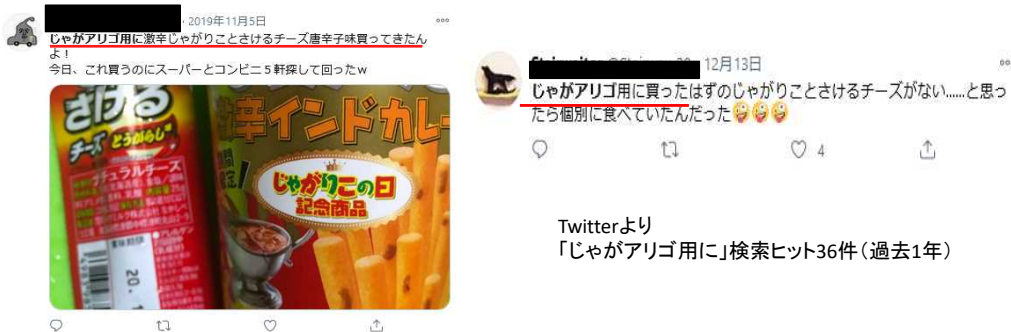 2019年11月5日
じゃがアリゴ用に激辛じゃがりことさけるチーズ唐辛子味買ってきたん
よ！
今日、これ買うのにスーパーとコンビニ５軒探して回ったｗ
さける
チーズ とうがらし味
ナチュラルチーズ
20.
辛インドカレー
期間限定！
じゃがりこの日
記念商品
12月13日
じゃがアリゴ用に買ったはずのじゃがりことさけるチーズがない......と思っ
たら個別に食べていたんだった🤪🤪🤪
4
Twitterより
「じゃがアリゴ用に」検索ヒット36件（過去1年）